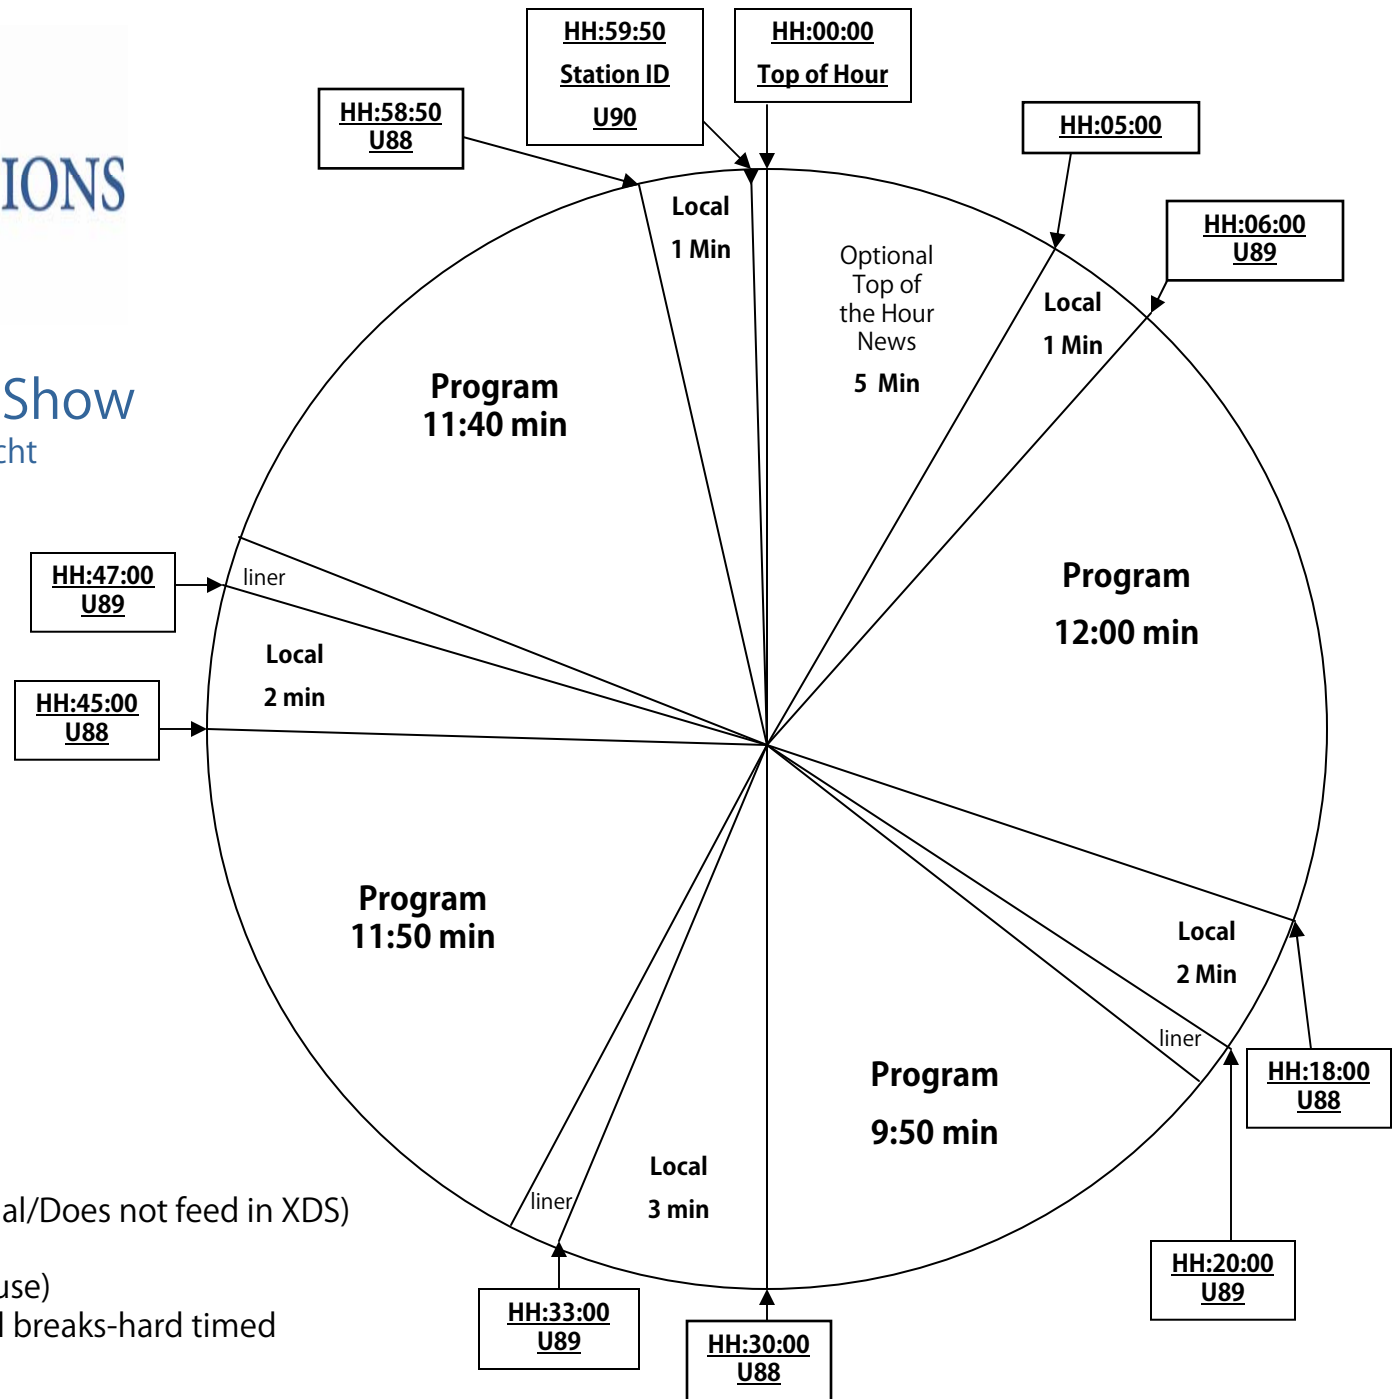 HH:59:50
Station ID
U90
HH:00:00
Top of Hour
HH:58:50
U88
HH:05:00
IONS
HH:06:00
U89
Local
1 Min
Optional
Top of
the Hour
News
5 Min
Local
1 Min
Show
cht
Program
11:40 min
HH:47:00
U89
liner
Program
12:00 min
Local
2 min
HH:45:00
U88
Program
11:50 min
Local
2 Min
liner
HH:18:00
U88
Program
9:50 min
Local
3 min
liner
al/Does not feed in XDS)
use)
l breaks-hard timed
HH:20:00
U89
HH:33:00
U89
HH:30:00
U88